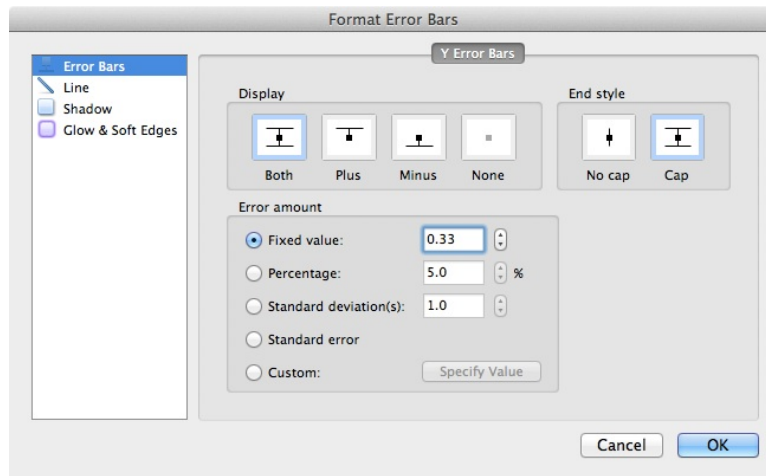 Format Error Bars
Error Bars
Line
Shadow
Glow & Soft Edges
Y Error Bars
Display
Both Plus Minus None
End style
No cap Cap
Error amount
Fixed value: 0.33
Percentage: 5.0 %
Standard deviation(s): 1.0
Standard error
Custom: Specify Value
Cancel OK